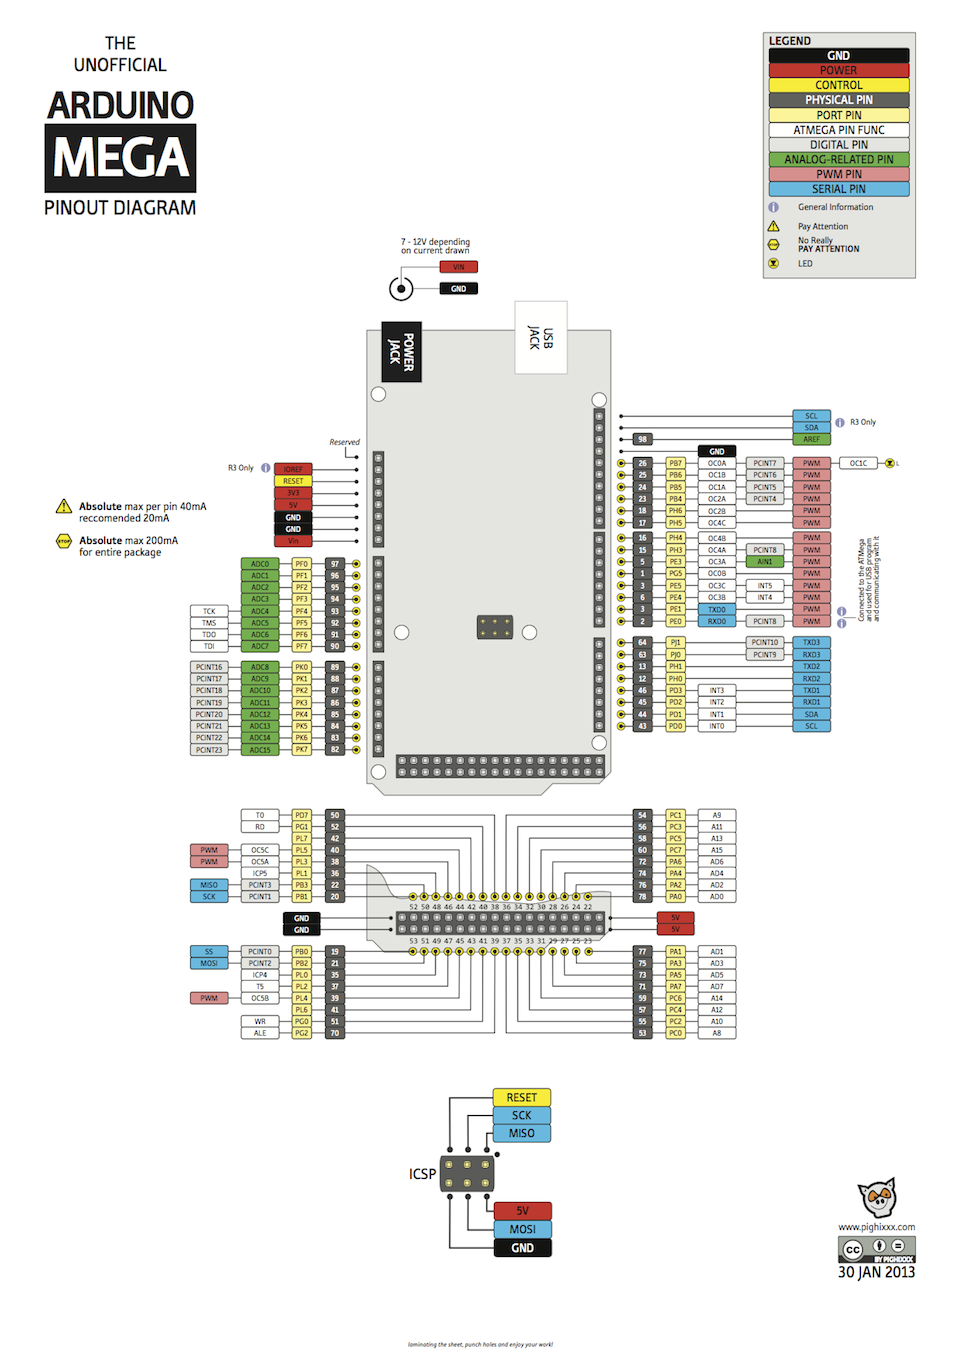 THE
UNOFFICIAL
ARDUINO
MEGA
PINOUT DIAGRAM
LEGEND
GND
POWER
CONTROL
PHYSICAL PIN
PORT PIN
ATMEGA PIN FUNC
DIGITAL PIN
ANALOG-RELATED PIN
PWM PIN
SERIAL PIN
General Information
Pay Attention
No Really
PAY ATTENTION
LED
7 - 12V depending
on current drawn
VIN
GND
POWER
JACK
USB
JACK
Reserved
R3 Only
IOREF
RESET
3V3
5V
GND
GND
Vin
Absolute max per pin 40mA
reccomended 20mA
STOP
Absolute max 200mA
for entire package
ADC0 PF0 97
ADC1 PF1 96
ADC2 PF2 95
ADC3 PF3 94
TCK ADC4 PF4 93
TMS ADC5 PF5 92
TDO ADC6 PF6 91
TDI ADC7 PF7 90
PCINT16 ADC8 PK0 89
PCINT17 ADC9 PK1 88
PCINT18 ADC10 PK2 87
PCINT19 ADC11 PK3 86
PCINT20 ADC12 PK4 85
PCINT21 ADC13 PK5 84
PCINT22 ADC14 PK6 83
PCINT23 ADC15 PK7 82
SCL
SDA
R3 Only
98 AREF
GND
26 PB7 OC0A PCINT7 PWM OC1C L
25 PB6 OC1B PCINT6 PWM
24 PB5 OC1A PCINT5 PWM
23 PB4 OC2A PCINT4 PWM
18 PH6 OC2B PWM
17 PH5 OC4C PWM
16 PH4 OC4B PWM
15 PH3 OC4A PCINT8 PWM
5 PE3 OC3A AIN1 PWM
1 PG5 OC0B PWM
3 PE5 OC3C INT5 PWM
6 PE4 OC3B INT4 PWM
3 PE1 TXD0 PWM
2 PE0 RXD0 PCINT8 PWM
Connected to the ATMega
and used for USB program
and communicating with it
64 PJ1 PCINT10 TXD3
63 PJ0 PCINT9 RXD3
13 PH1 TXD2
12 PH0 RXD2
46 PD3 INT3 TXD1
45 PD2 INT2 RXD1
44 PD1 INT1 SDA
43 PD0 INT0 SCL
T0 PD7 50
RD PG1 52
PL7 42
PWM OC5C PL5 40
PWM OC5A PL3 38
ICP5 PL1 36
MISO PCINT3 PB3 22
SCK PCINT1 PB1 20
54 PC1 A9
56 PC3 A11
58 PC5 A13
60 PC7 A15
72 PA6 AD6
74 PA4 AD4
76 PA2 AD2
78 PA0 AD0
52 50 48 46 44 42 40 38 36 34 32 30 28 26 24 22
GND
GND
5V
5V
53 51 49 47 45 43 41 39 37 35 33 31 29 27 25 23
SS PCINT0 PB0 19
MOSI PCINT2 PB2 21
ICP4 PL0 35
T5 PL2 37
PWM OC5B PL4 39
PL6 41
WR PG0 51
ALE PG2 70
77 PA1 AD1
75 PA3 AD3
73 PA5 AD5
71 PA7 AD7
59 PC6 A14
57 PC4 A12
55 PC2 A10
53 PC0 A8
RESET
SCK
MISO
ICSP
5V
MOSI
GND
www.pighixxx.com
cc
BY PIGHIXXX
30 JAN 2013
laminating the sheet, punch holes and enjoy your work!